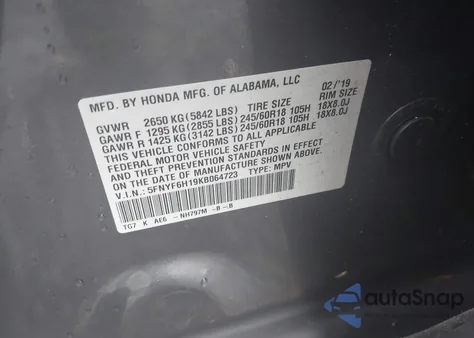 MFD. BY HONDA MFG. OF ALABAMA, LLC 02/'19
GVWR 2650 KG(5842 LBS) TIRE SIZE RIM SIZE
GAWR F 1295 KG(2855 LBS) 245/60R18 105H 18X8.0J
GAWR R 1425 KG(3142 LBS) 245/60R18 105H 18X8.0J
THIS VEHICLE CONFORMS TO ALL APPLICABLE
FEDERAL MOTOR VEHICLE SAFETY AND
THEFT PREVENTION STANDARDS IN EFFECT
ON THE DATE OF MANUFACTURE SHOWN ABOVE.
V.I.N.: 5FNYF6H19KB064723 TYPE: MPV
TG7 K AE6 NH797M -B -B
autoSnap